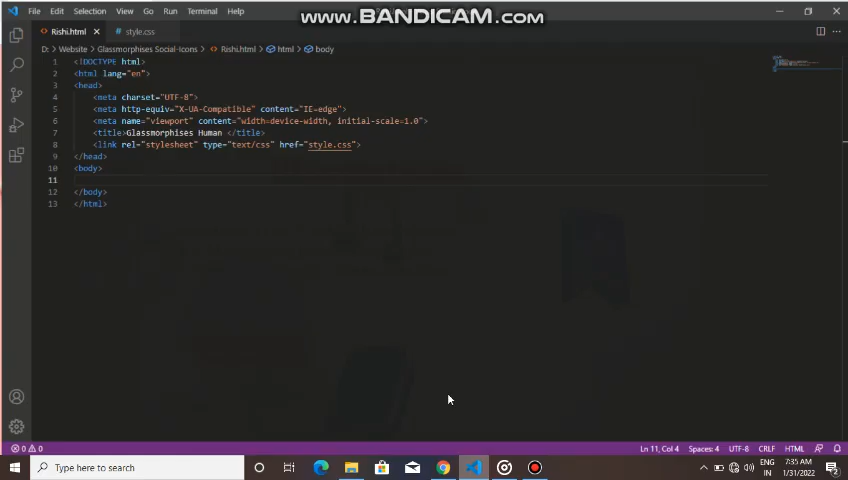 File Edit Selection View Go Run Terminal Help
www.BANDICAM.com
Rishi.html style.css
D: > Website > Glassmorphises Social-Icons > Rishi.html > html > body
1 <!DOCTYPE html>
2 <html lang="en">
3 <head>
4 <meta charset="UTF-8">
5 <meta http-equiv="X-UA-Compatible" content="IE=edge">
6 <meta name="viewport" content="width=device-width, initial-scale=1.0">
7 <title>Glassmorphises Human </title>
8 <link rel="stylesheet" type="text/css" href="style.css">
9 </head>
10 <body>
11
12 </body>
13 </html>
0 0 Ln 11, Col 4 Spaces: 4 UTF-8 CRLF HTML
Type here to search
ENG 7:35 AM
IN 1/31/2022
2